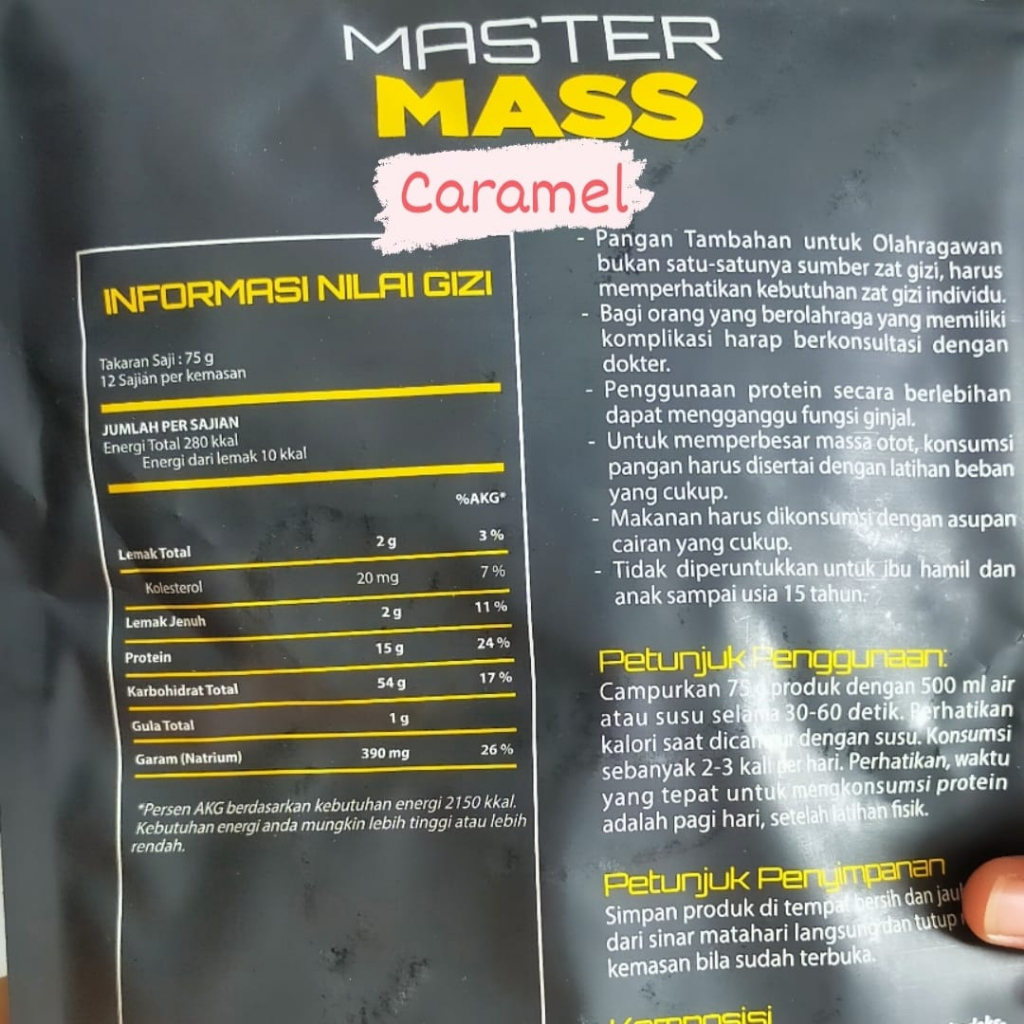 MASTER
MASS
Caramel
INFORMASI NILAI GIZI
Takaran Saji : 75 g
12 Sajian per kemasan
JUMLAH PER SAJIAN
Energi Total 280 kkal
Energi dari lemak 10 kkal
%AKG*
Lemak Total 2 g 3 %
Kolesterol 20 mg 7 %
Lemak Jenuh 2 g 11 %
Protein 15 g 24 %
Karbohidrat Total 54 g 17 %
Gula Total 1 g
Garam (Natrium) 390 mg 26 %
*Persen AKG berdasarkan kebutuhan energi 2150 kkal.
Kebutuhan energi anda mungkin lebih tinggi atau lebih
rendah.
- Pangan Tambahan untuk Olahragawan
bukan satu-satunya sumber zat gizi, harus
memperhatikan kebutuhan zat gizi individu.
- Bagi orang yang berolahraga yang memiliki
komplikasi harap berkonsultasi dengan
dokter.
- Penggunaan protein secara berlebihan
dapat mengganggu fungsi ginjal.
- Untuk memperbesar massa otot, konsumsi
pangan harus disertai dengan latihan beban
yang cukup.
- Makanan harus dikonsumsi dengan asupan
cairan yang cukup.
- Tidak diperuntukkan untuk ibu hamil dan
anak sampai usia 15 tahun.
Petunjuk Penggunaan:
Campurkan 75 g produk dengan 500 ml air
atau susu selama 30-60 detik. Perhatikan
kalori saat dicampur dengan susu. Konsumsi
sebanyak 2-3 kali per hari. Perhatikan, waktu
yang tepat untuk mengkonsumsi protein
adalah pagi hari, setelah latihan fisik.
Petunjuk Penyimpanan
Simpan produk di tempat bersih dan
dari sinar matahari langsung dan tutup
kemasan bila sudah terbuka.
Komposisi